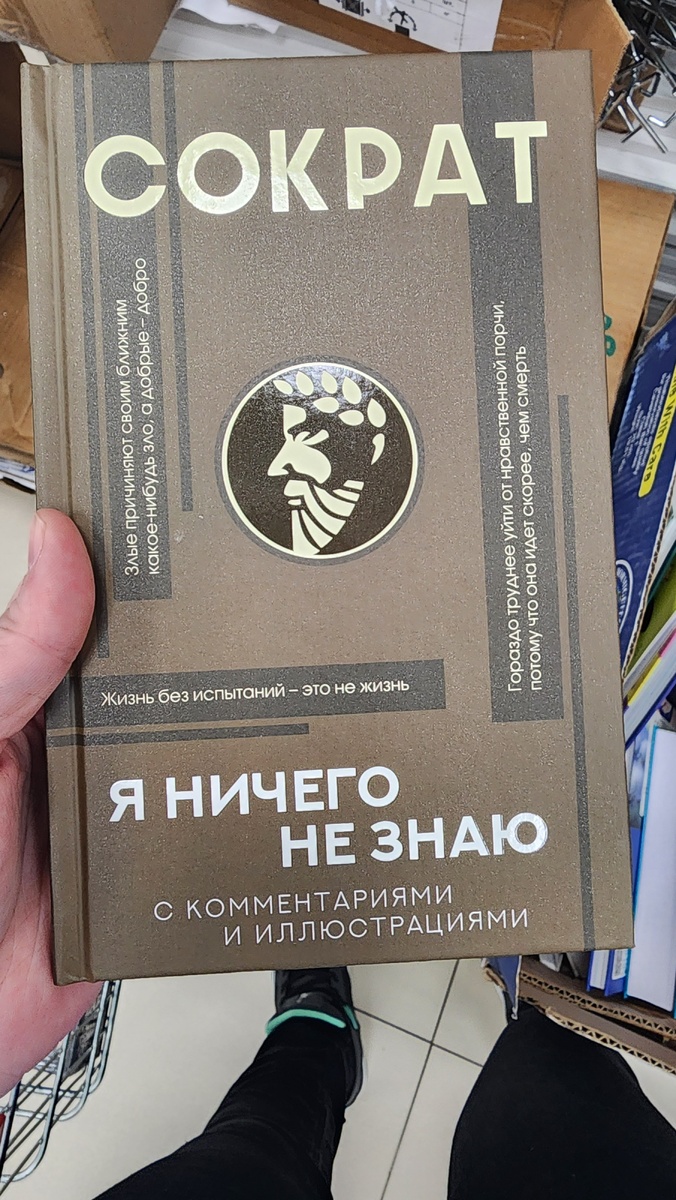 СОКРАТ
Злые причиняют своим ближним
какое-нибудь зло, а добрые – добро
Гораздо труднее уйти от нравственной порчи,
потому что она идет скорее, чем смерть
Жизнь без испытаний – это не жизнь
Я НИЧЕГО
НЕ ЗНАЮ
С КОММЕНТАРИЯМИ
И ИЛЛЮСТРАЦИЯМИ